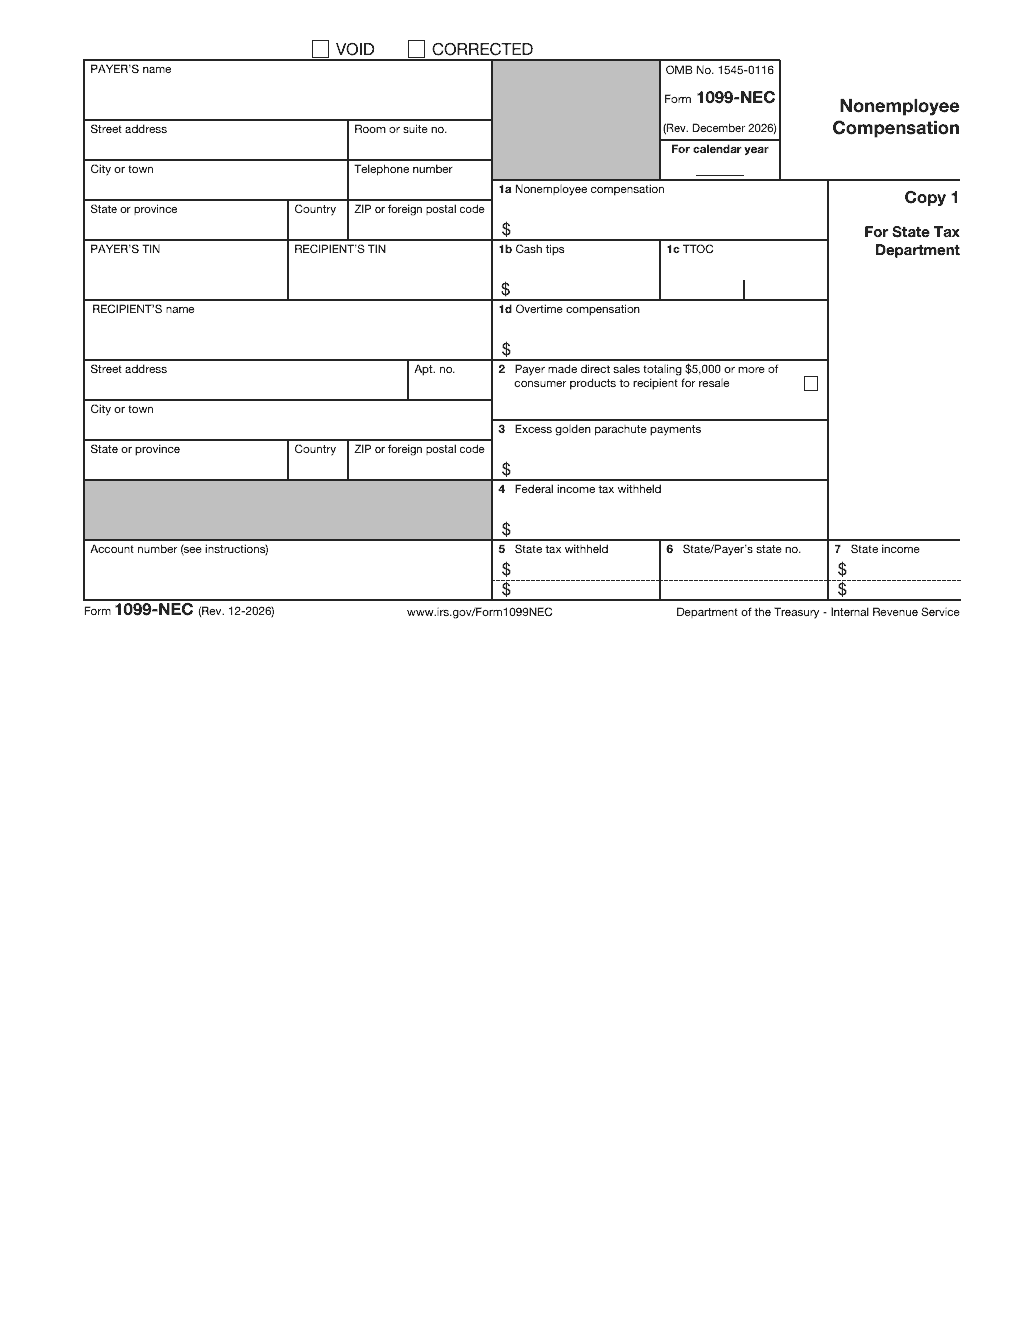 VOID CORRECTED
PAYER'S name
Street address
Room or suite no.
City or town
Telephone number
State or province
Country
ZIP or foreign postal code
PAYER'S TIN
RECIPIENT'S TIN
RECIPIENT'S name
Street address
Apt. no.
City or town
State or province
Country
ZIP or foreign postal code
Account number (see instructions)
OMB No. 1545-0116
Form 1099-NEC
(Rev. December 2026)
For calendar year
Nonemployee
Compensation
1a Nonemployee compensation
$
1b Cash tips
$
1c TTOC
1d Overtime compensation
$
2 Payer made direct sales totaling $5,000 or more of
consumer products to recipient for resale
3 Excess golden parachute payments
$
4 Federal income tax withheld
$
5 State tax withheld
$
$
6 State/Payer's state no.
7 State income
$
$
Copy 1
For State Tax
Department
Form 1099-NEC (Rev. 12-2026)
www.irs.gov/Form1099NEC
Department of the Treasury - Internal Revenue Service